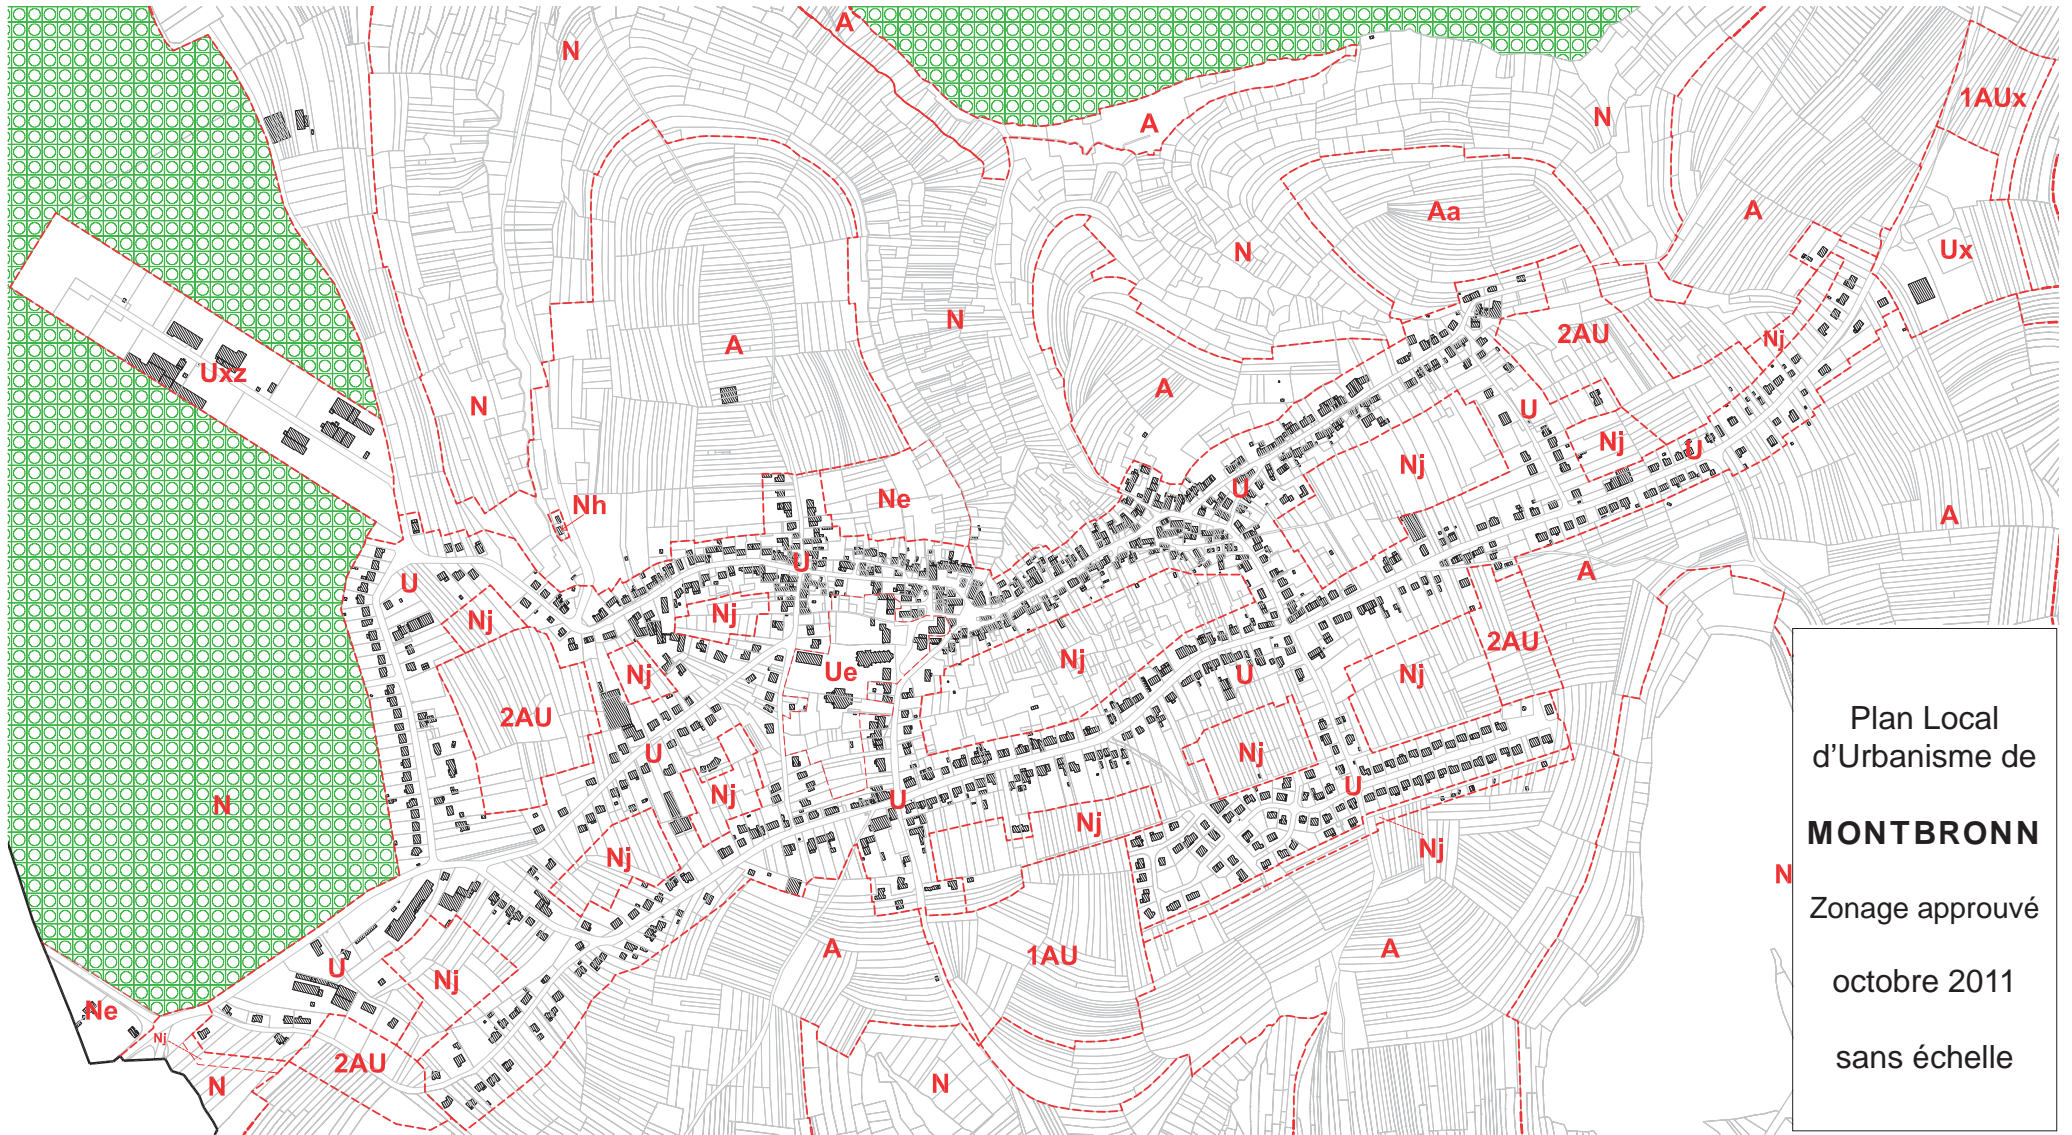 A
N
1AUx
N
A
A
Aa
N
Ux
N
2AU
A
Nj
Uxz
A
N
U
Nj
U
Nj
U
Ne
Nh
A
U
A
U
Nj
Nj
2AU
Nj
Ue
Nj
U
Nj
2AU
U
Nj
Nj
U
N
U
Nj
Nj
Nj
N
A
1AU
A
U
Nj
Ne
Nj
2AU
N
N
Plan Local
d'Urbanisme de
MONTBRONN
Zonage approuvé
octobre 2011
sans échelle